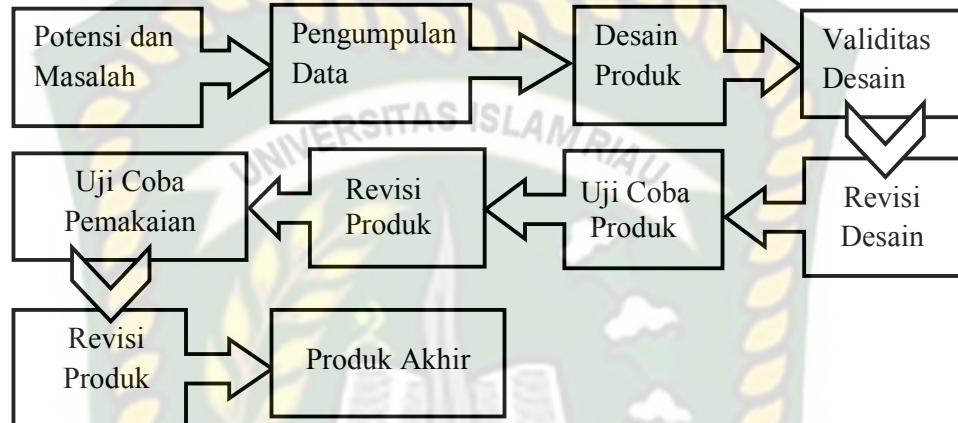 Potensi dan
Masalah
Pengumpulan
Data
Desain
Produk
Validitas
Desain
UNIVERSITAS ISLAM RIAU
Revisi
Desain
Uji Coba
Produk
Revisi
Produk
Uji Coba
Pemakaian
Revisi
Produk
Produk Akhir